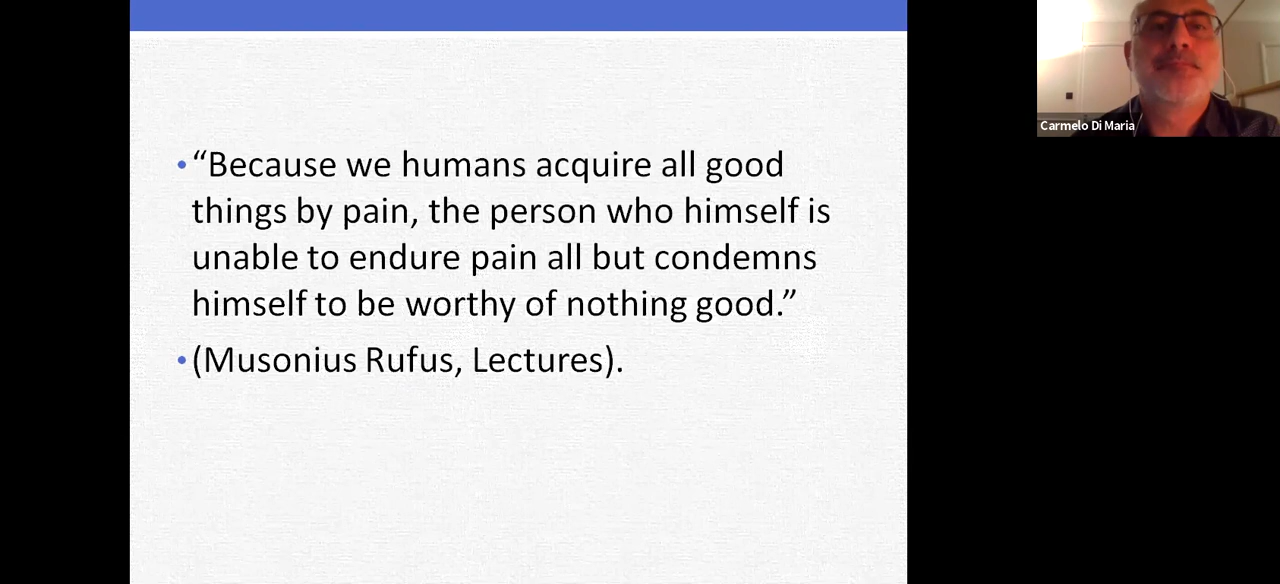 •“Because we humans acquire all good
things by pain, the person who himself is
unable to endure pain all but condemns
himself to be worthy of nothing good.”
•(Musonius Rufus, Lectures).
Carmelo Di Maria